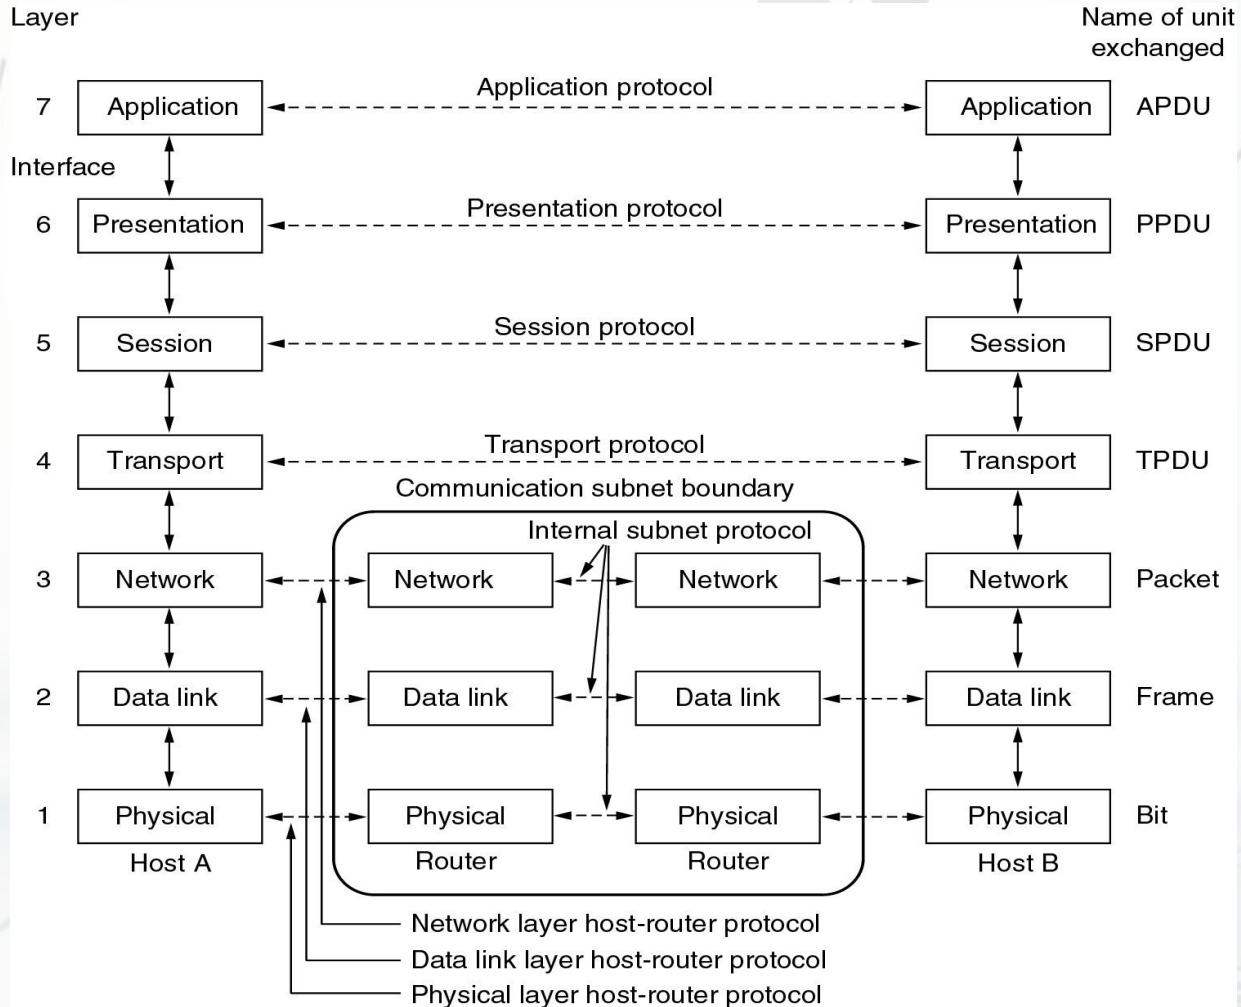 Layer
Name of unit
exchanged
7
Application
Application protocol
Application
APDU
Interface
6
Presentation
Presentation protocol
Presentation
PPDU
5
Session
Session protocol
Session
SPDU
4
Transport
Transport protocol
Transport
TPDU
Communication subnet boundary
Internal subnet protocol
3
Network
Network
Network
Network
Packet
2
Data link
Data link
Data link
Data link
Frame
1
Physical
Physical
Physical
Physical
Bit
Host A
Router
Router
Host B
Network layer host-router protocol
Data link layer host-router protocol
Physical layer host-router protocol